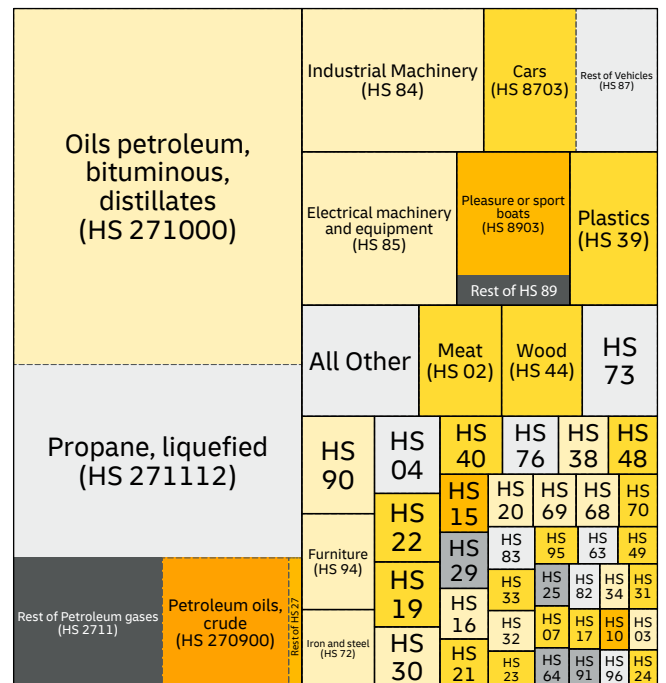 Oils petroleum,
bituminous,
distillates
(HS 271000)
Propane, liquefied
(HS 271112)
Rest of Petroleum gases
(HS 2711)
Petroleum oils,
crude
(HS 270900)
Rest of HS 27
Industrial Machinery
(HS 84)
Cars
(HS 8703)
Rest of Vehicles
(HS 87)
Electrical machinery
and equipment
(HS 85)
Pleasure or sport
boats
(HS 8903)
Rest of HS 89
Plastics
(HS 39)
All Other
Meat
(HS 02)
Wood
(HS 44)
HS
73
HS
90
Furniture
(HS 94)
Iron and steel
(HS 72)
HS
04
HS
22
HS
19
HS
30
HS
40
HS
76
HS
38
HS
48
HS
15
HS
29
HS
16
HS
21
HS
20
HS
69
HS
68
HS
70
HS
83
HS
95
HS
63
HS
49
HS
33
HS
32
HS
23
HS
25
HS
82
HS
34
HS
31
HS
07
HS
17
HS
10
HS
03
HS
64
HS
91
HS
96
HS
24